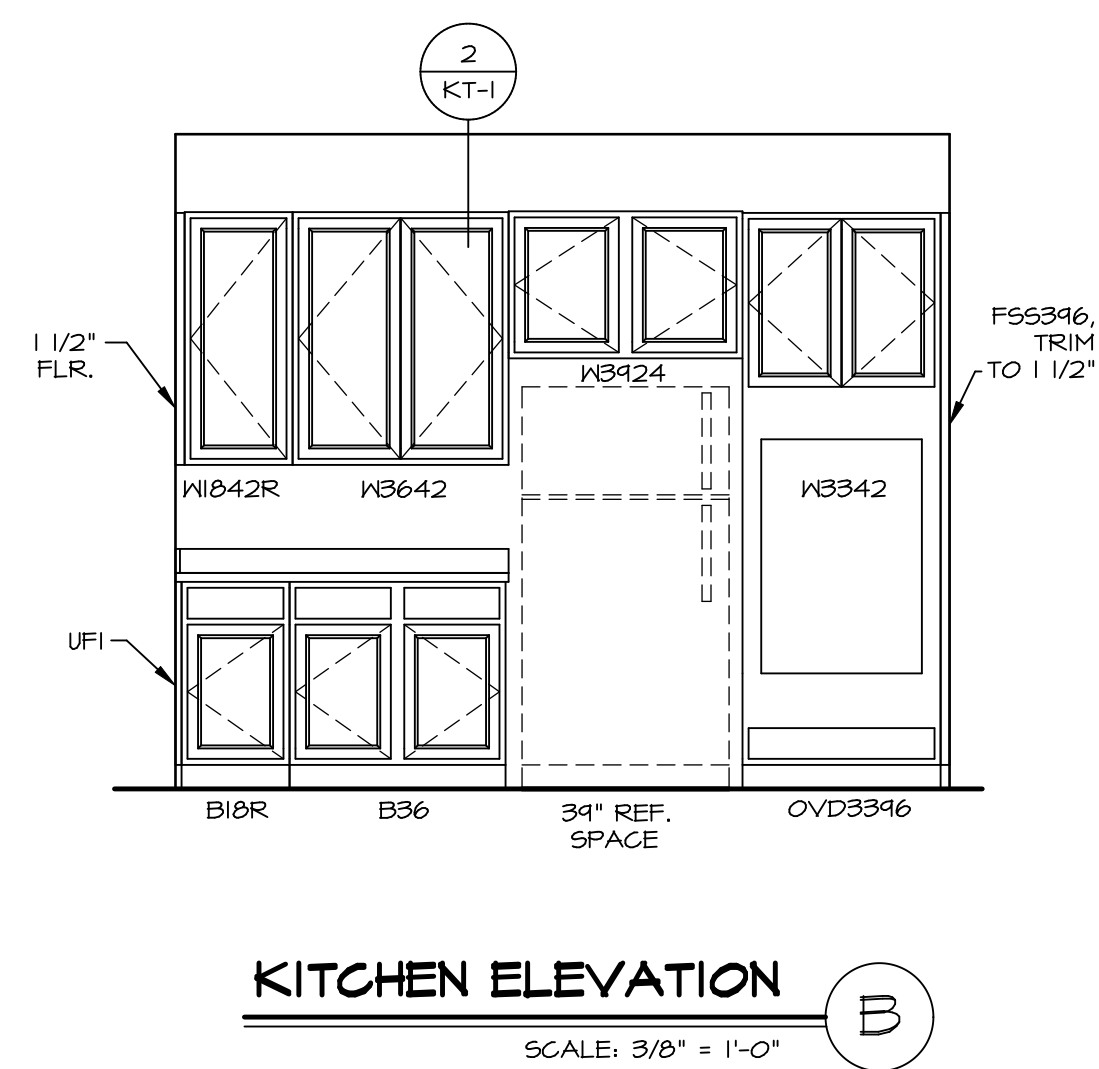 2
KT-1
1 1/2"
FLR.
FSS396,
TRIM
TO 1 1/2"
W3924
W1842R
W3642
W3342
UF1
B18R
B36
39" REF.
SPACE
OVD3396
KITCHEN ELEVATION
B
SCALE: 3/8" = 1'-0"